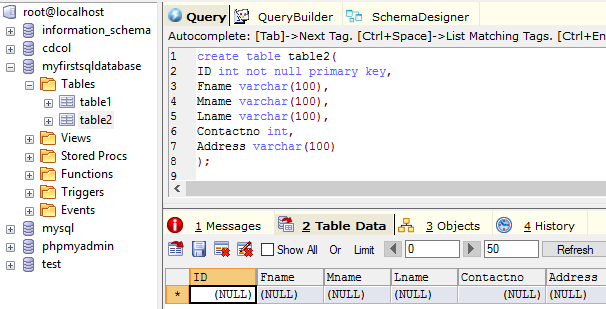 root@localhost
information_schema
cdcol
myfirstsqldatabase
Tables
table1
table2
Views
Stored Procs
Functions
Triggers
Events
mysql
phpmyadmin
test
Query QueryBuilder SchemaDesigner
Autocomplete: [Tab]->Next Tag. [Ctrl+Space]->List Matching Tags. [Ctrl+En
1 create table table2(
2 ID int not null primary key,
3 Fname varchar(100),
4 Mname varchar(100),
5 Lname varchar(100),
6 Contactno int,
7 Address varchar(100)
8 );
9
1 Messages 2 Table Data 3 Objects 4 History
Show All Or Limit 0 50 Refresh
ID Fname Mname Lname Contactno Address
* (NULL) (NULL) (NULL) (NULL) (NULL) (NULL)